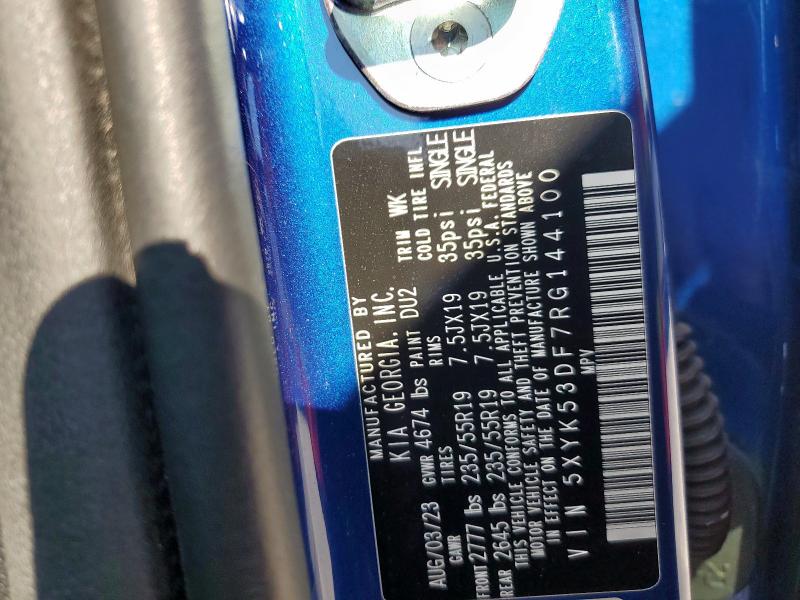 MANUFACTURED BY
KIA GEORGIA, INC.
AUG/03/23 GVWR 4674 lbs PAINT DU2 TRIM WK
GAWR TIRES RIMS COLD TIRE INFL
FRONT 2777 lbs 235/55R19 7.5JX19 35psi SINGLE
REAR 2645 lbs 235/55R19 7.5JX19 35psi SINGLE
THIS VEHICLE CONFORMS TO ALL APPLICABLE U.S.A. FEDERAL
MOTOR VEHICLE SAFETY AND THEFT PREVENTION STANDARDS
IN EFFECT ON THE DATE OF MANUFACTURE SHOWN ABOVE
VIN 5XYK53DF7RG144100
MPV